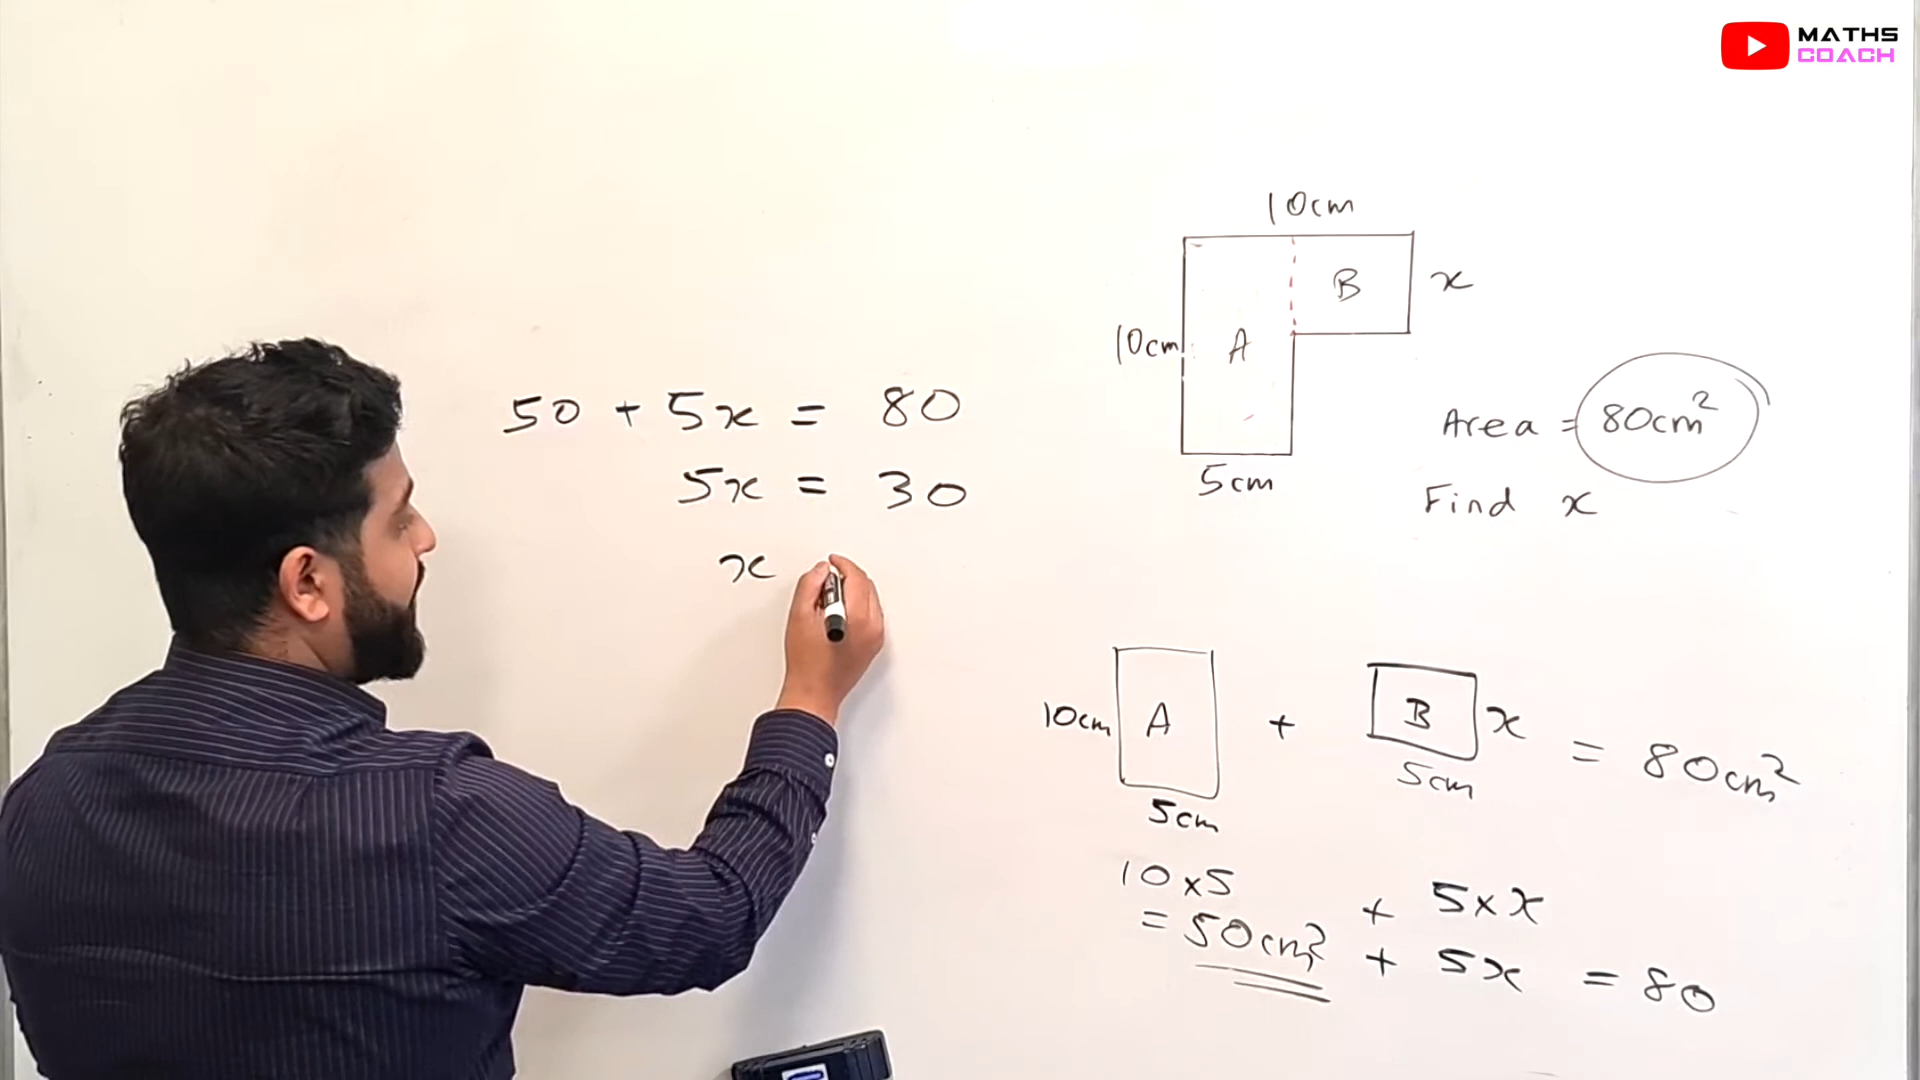 MATHS
COACH
50 + 5x = 80
5x = 30
x
10cm
B x
10cm A
5cm
Area = 80cm²
Find x
10cm A + B x = 80cm²
5cm 5cm
10 x 5 + 5 x x
= 50cm² + 5x = 80